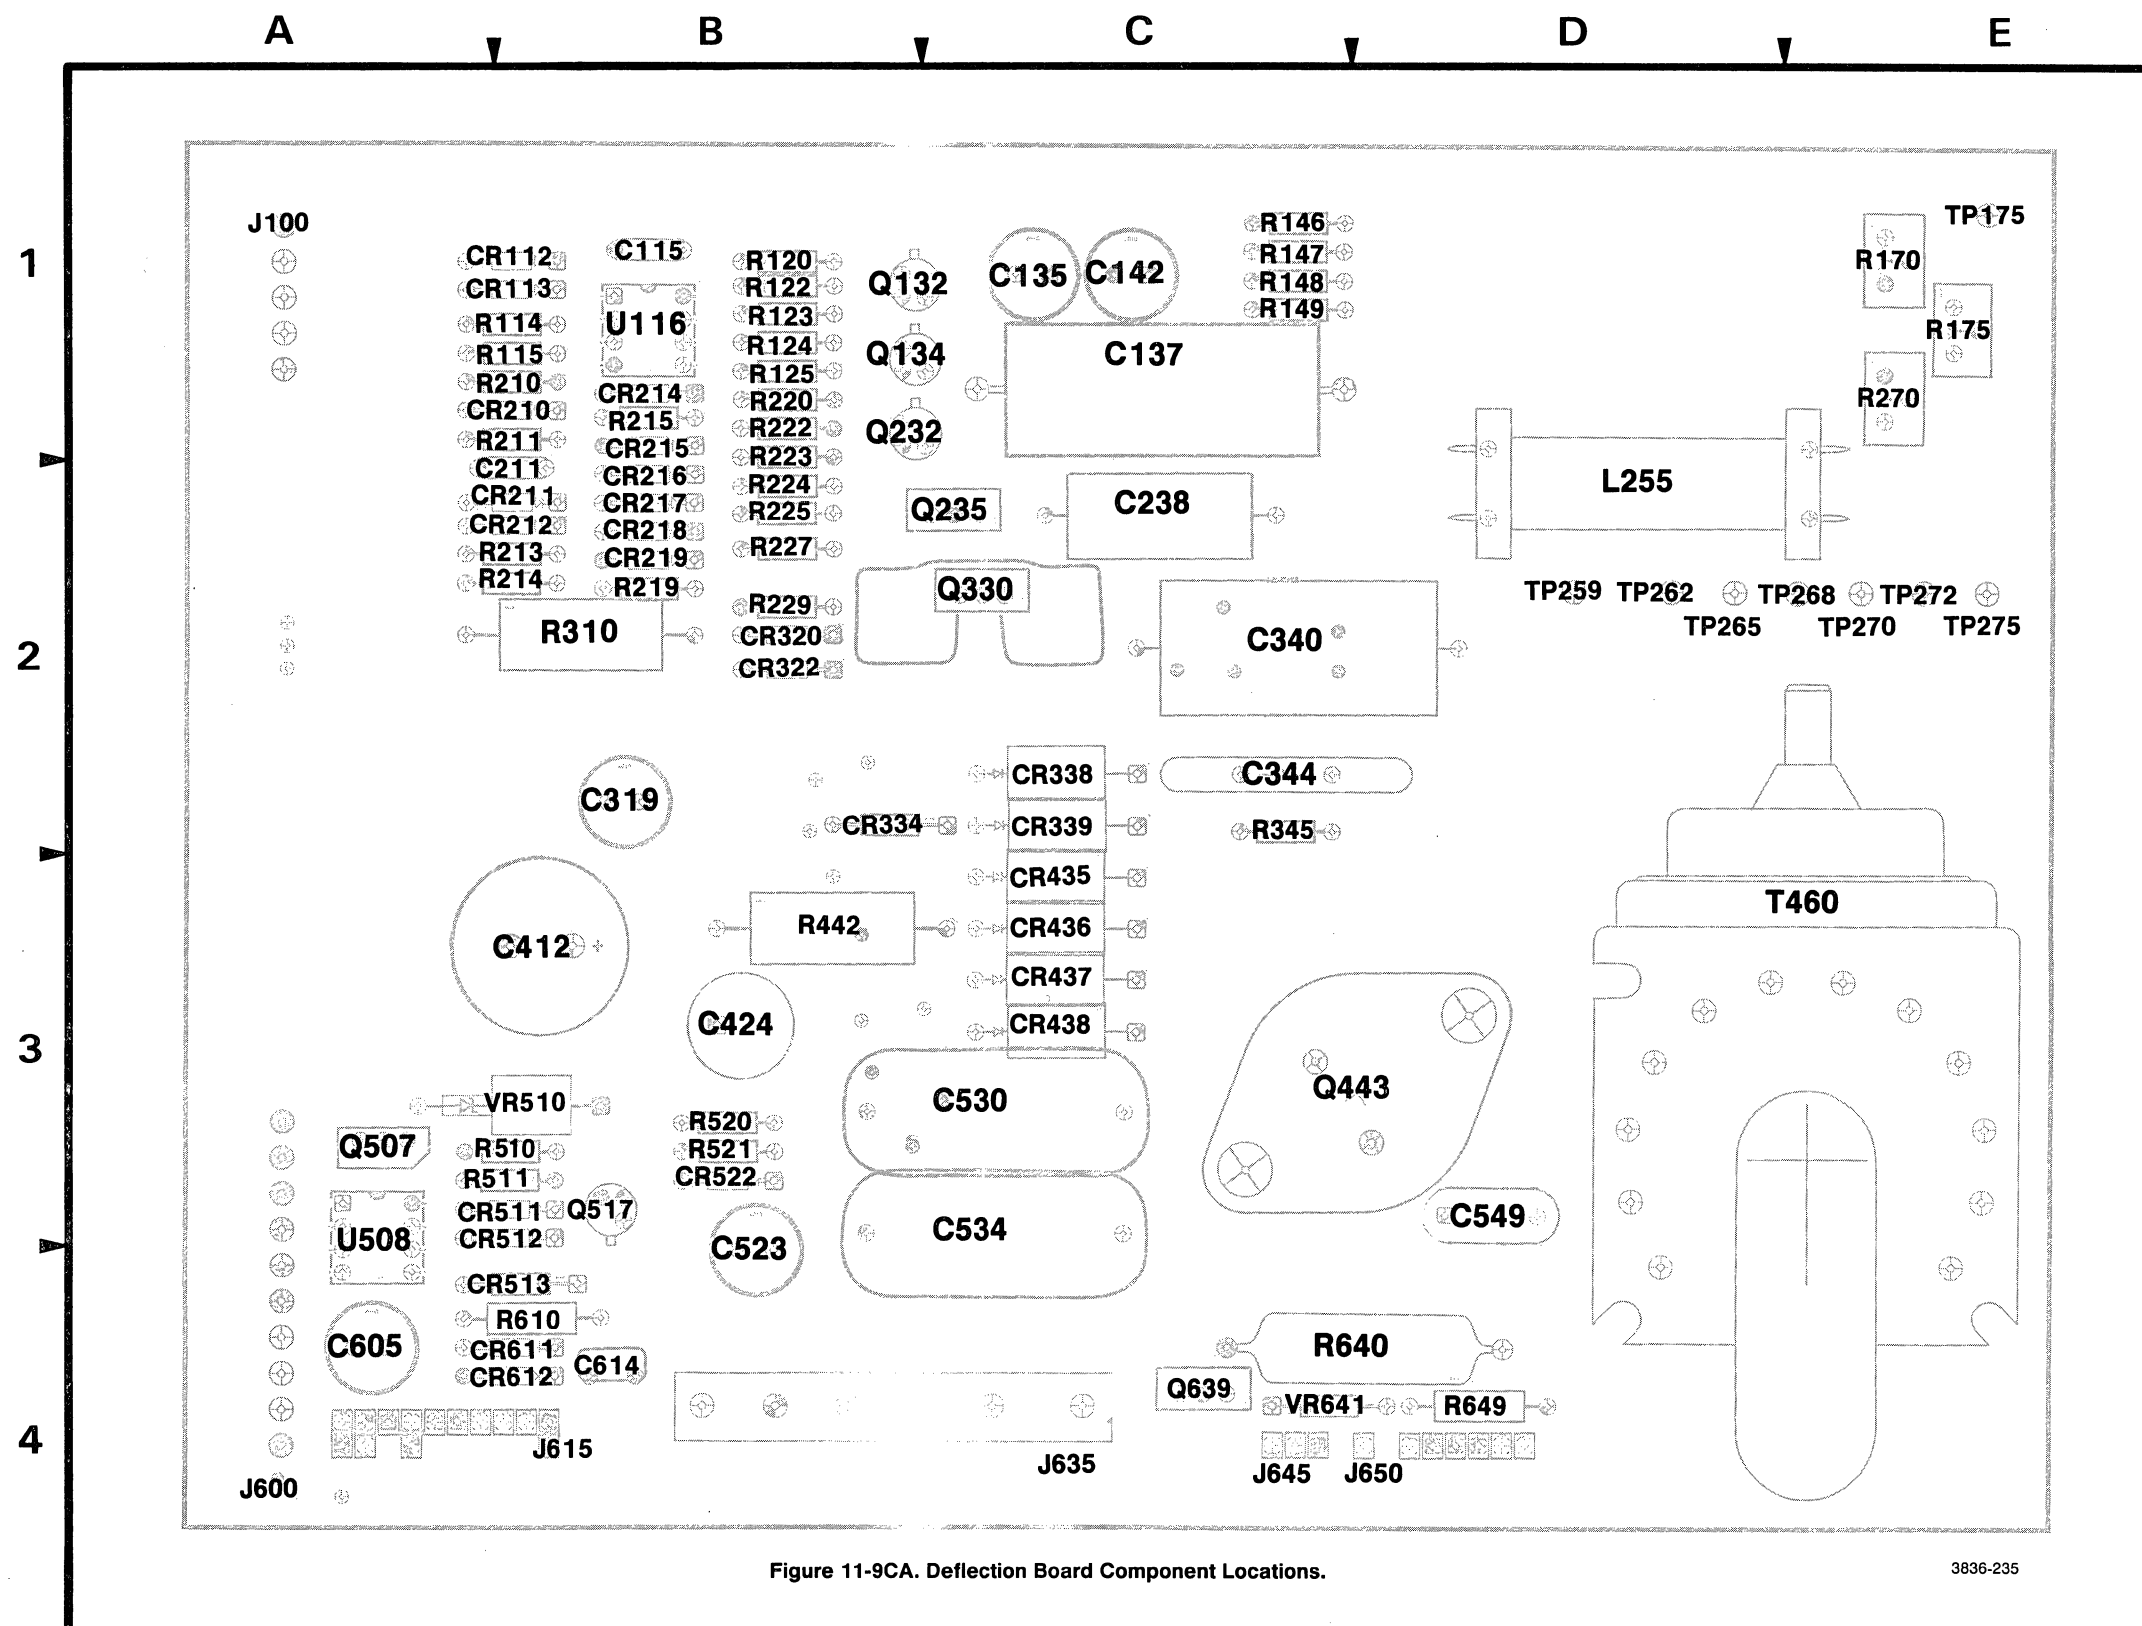 A B C D E
1
2
3
4
J100
CR112
CR113
R114
R115
R210
CR210
R211
C211
CR211
CR212
R213
R214
R310
C115
U116
CR214
R215
CR215
CR216
CR217
CR218
CR219
R219
R120
R122
R123
R124
R125
R220
R222
R223
R224
R225
R227
R229
CR320
CR322
Q132
Q134
Q232
Q235
Q330
C135
C142
C137
C238
C340
R146
R147
R148
R149
TP175
R170
R175
R270
L255
TP259 TP262 TP268 TP272
TP265 TP270 TP275
C319
CR334
CR338
CR339
CR435
CR436
CR437
CR438
C344
R345
C412
R442
C424
T460
Q443
VR510
Q507
R510
R511
CR511
CR512
Q517
U508
CR513
R610
CR611
CR612
C614
C605
R520
R521
CR522
C523
C530
C534
C549
R640
Q639
VR641
R649
J615
J635
J645
J650
J600
Figure 11-9CA. Deflection Board Component Locations.
3836-235